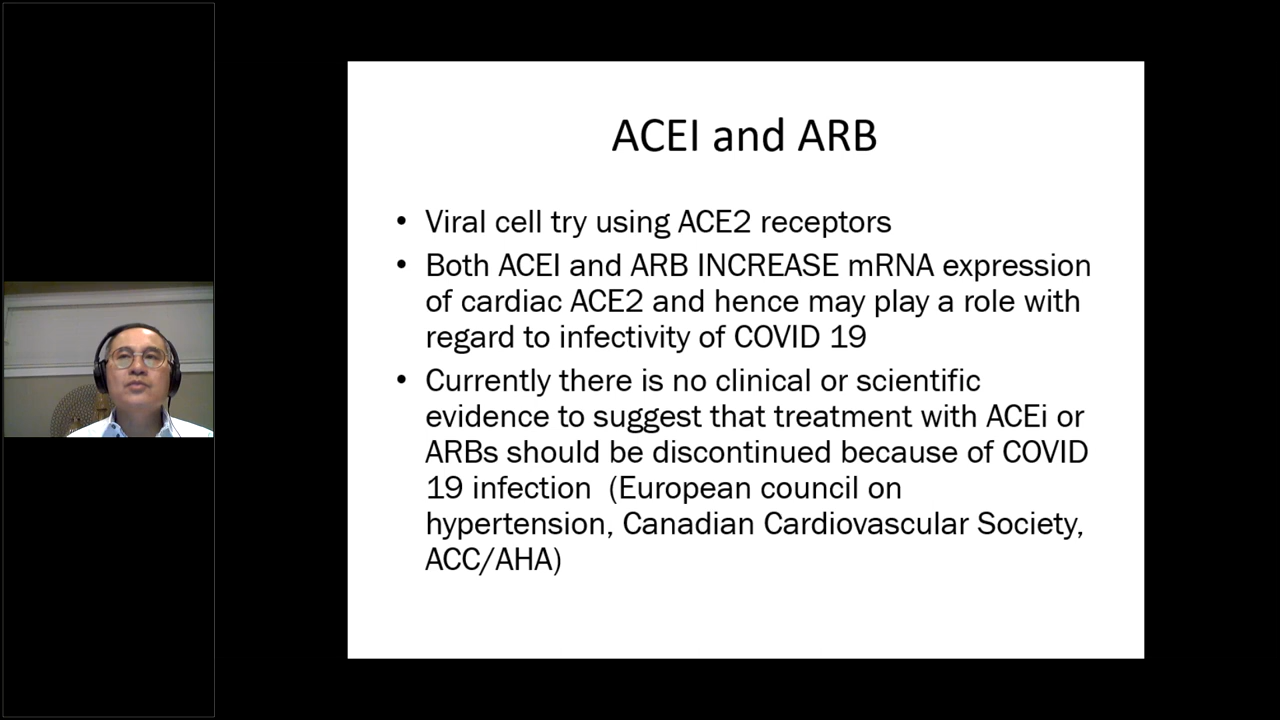 ACEI and ARB
• Viral cell try using ACE2 receptors
• Both ACEI and ARB INCREASE mRNA expression
of cardiac ACE2 and hence may play a role with
regard to infectivity of COVID 19
• Currently there is no clinical or scientific
evidence to suggest that treatment with ACEi or
ARBs should be discontinued because of COVID
19 infection  (European council on
hypertension, Canadian Cardiovascular Society,
ACC/AHA)